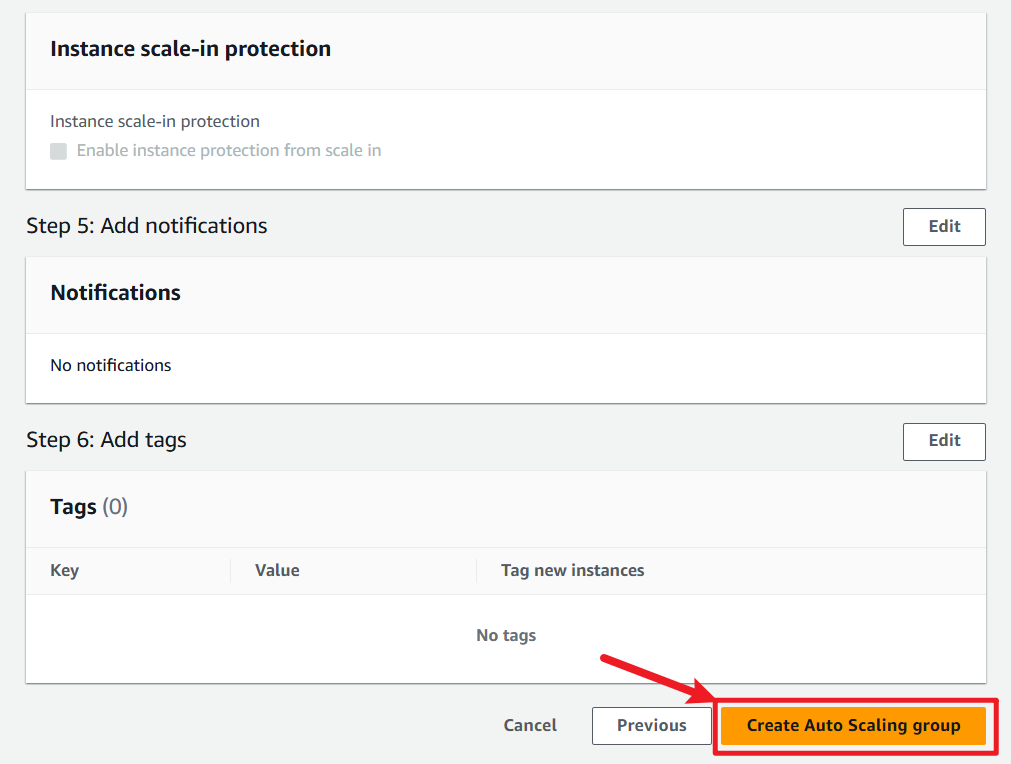 Instance scale-in protection
Instance scale-in protection
Enable instance protection from scale in
Step 5: Add notifications
Edit
Notifications
No notifications
Step 6: Add tags
Edit
Tags (0)
Key Value Tag new instances
No tags
Cancel Previous Create Auto Scaling group